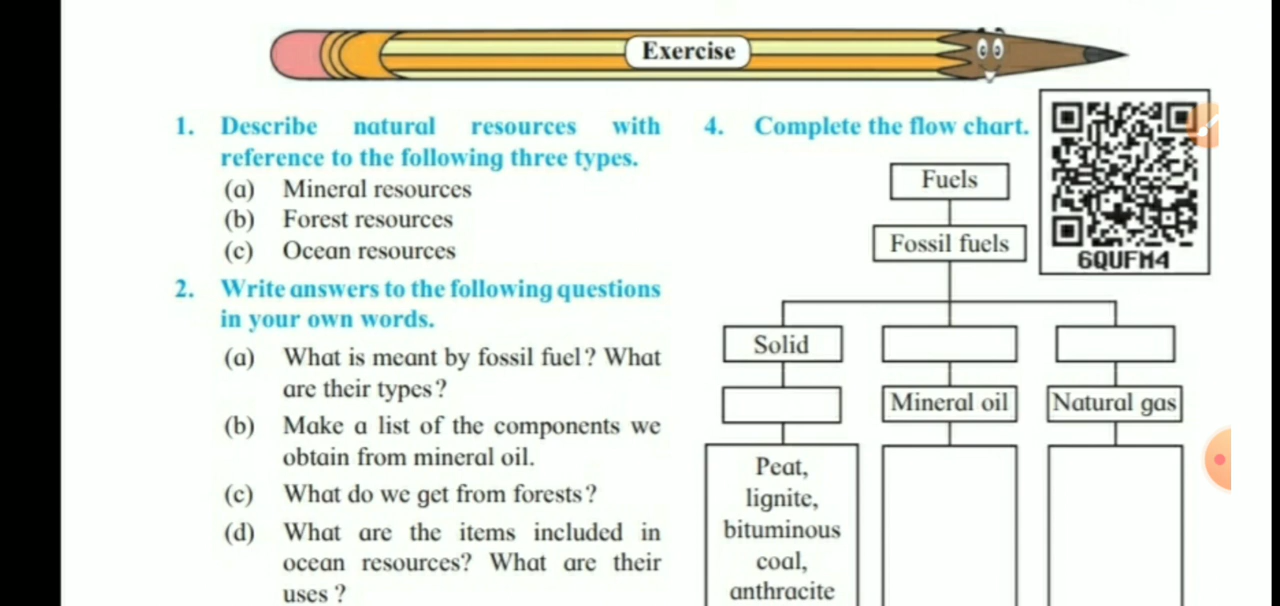 Exercise
1. Describe natural resources with
reference to the following three types.
(a) Mineral resources
(b) Forest resources
(c) Ocean resources
2. Write answers to the following questions
in your own words.
(a) What is meant by fossil fuel? What
are their types?
(b) Make a list of the components we
obtain from mineral oil.
(c) What do we get from forests?
(d) What are the items included in
ocean resources? What are their
uses ?
4. Complete the flow chart.
6QUFM4
Fuels
Fossil fuels
Solid
Mineral oil
Natural gas
Peat,
lignite,
bituminous
coal,
anthracite